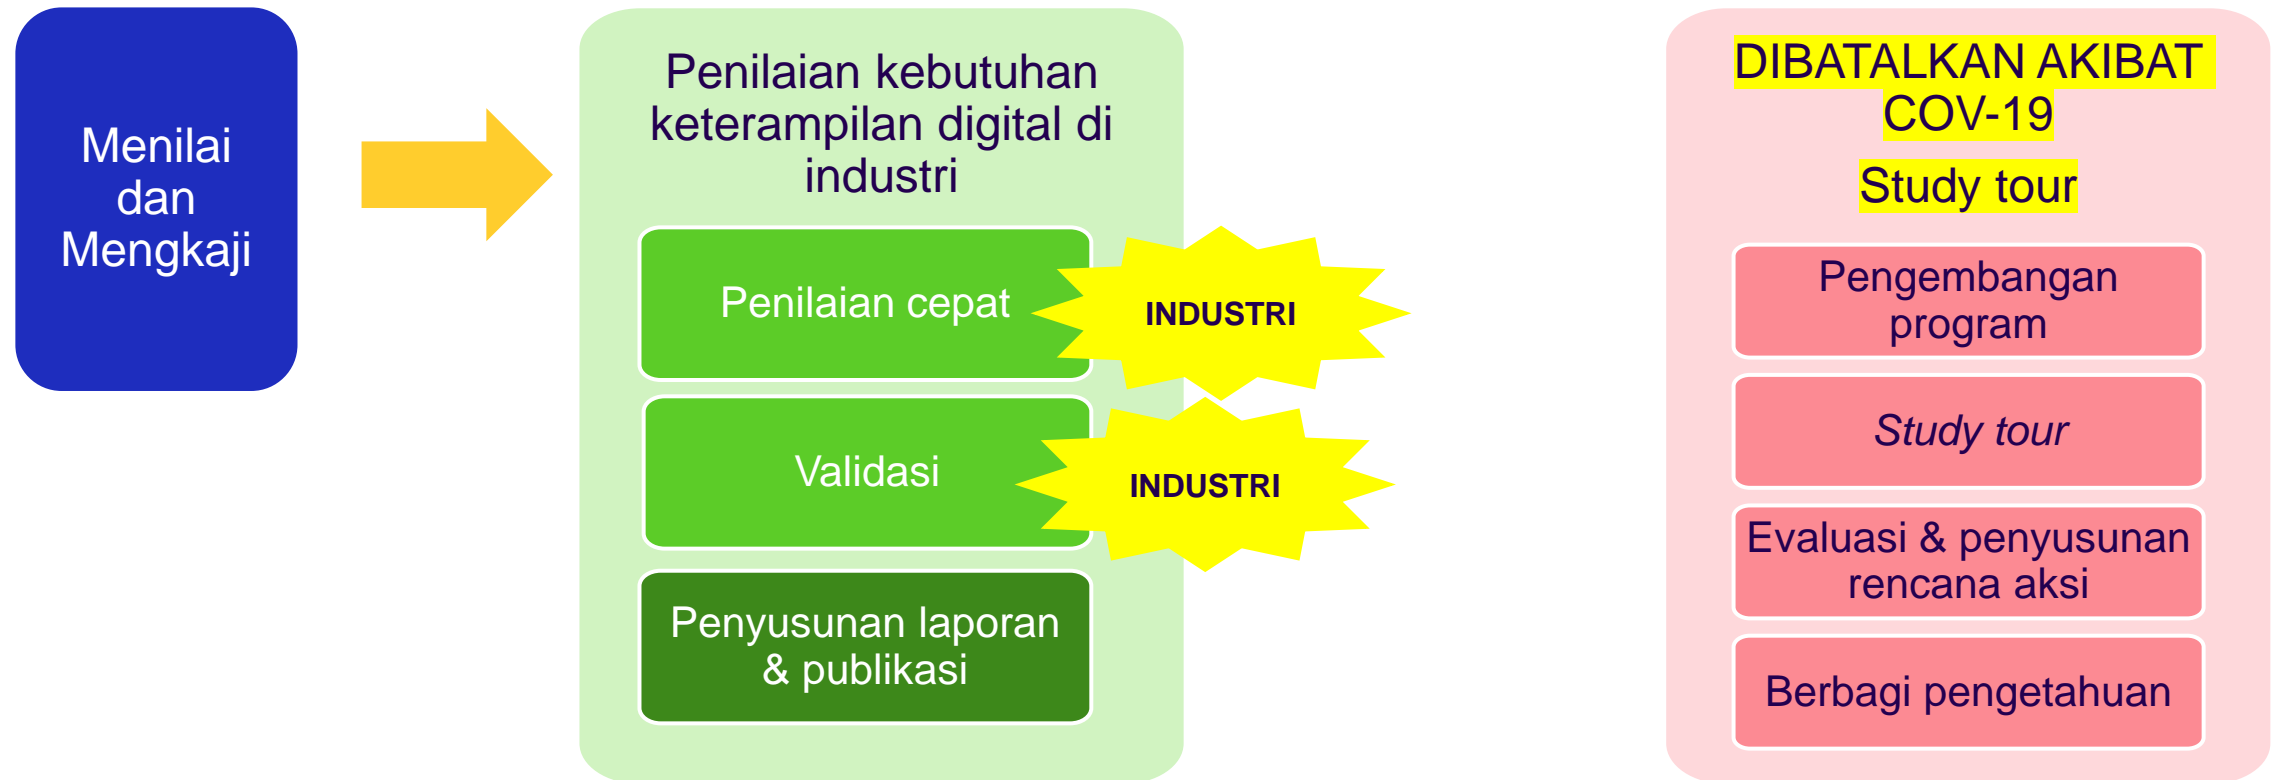 Menilai
dan
Mengkaji
Penilaian kebutuhan
keterampilan digital di
industri
Penilaian cepat
INDUSTRI
Validasi
INDUSTRI
Penyusunan laporan
& publikasi
DIBATALKAN AKIBAT
COV-19
Study tour
Pengembangan
program
Study tour
Evaluasi & penyusunan
rencana aksi
Berbagi pengetahuan